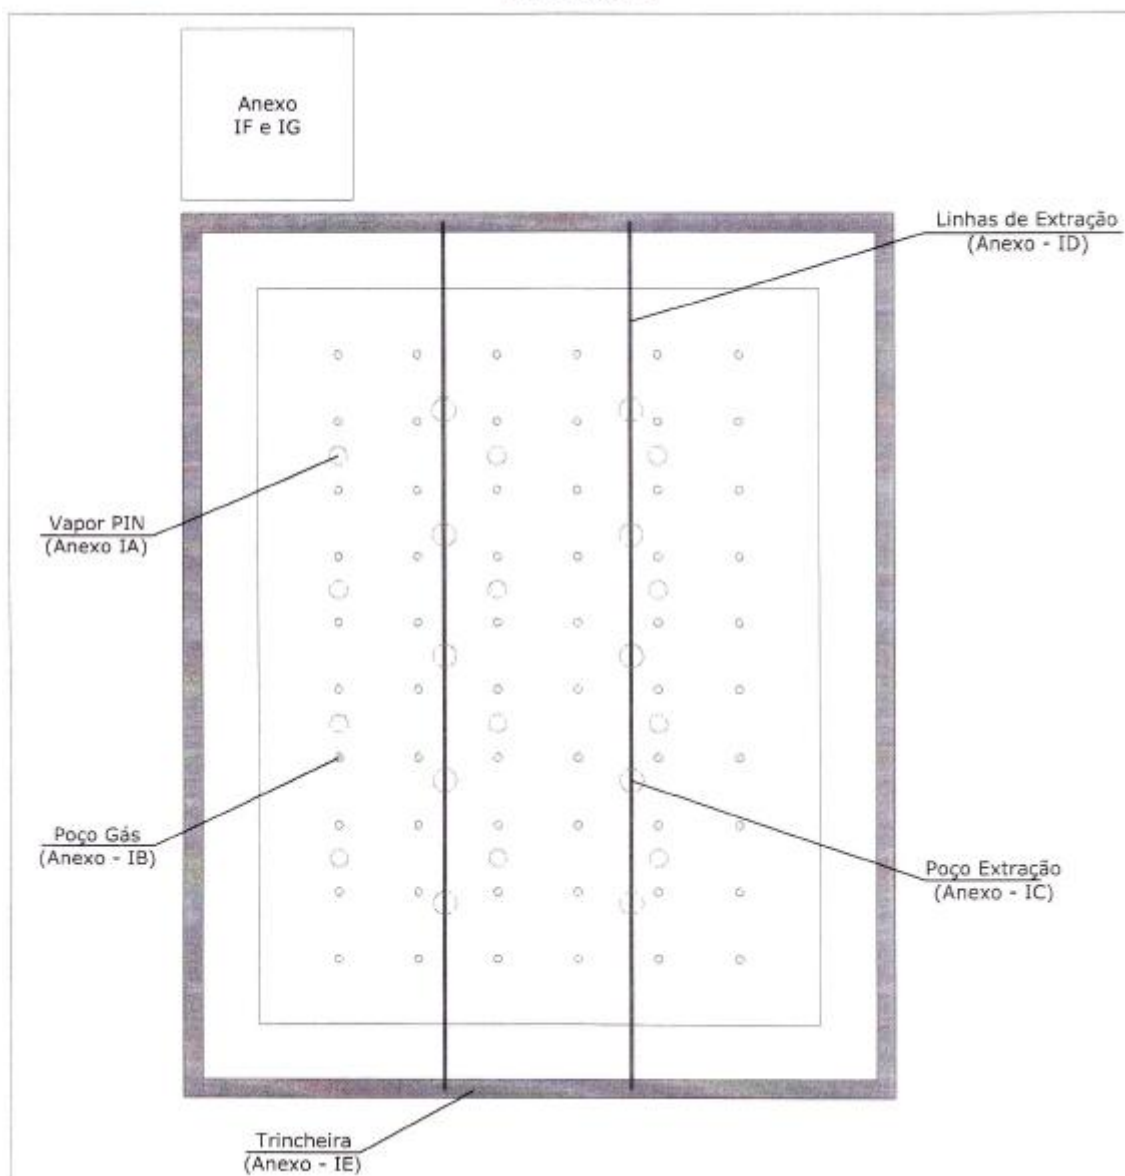 Anexo
IF e IG
Linhas de Extração
(Anexo - ID)
Vapor PIN
(Anexo IA)
Poço Gás
(Anexo - IB)
Poço Extração
(Anexo - IC)
Trincheira
(Anexo - IE)